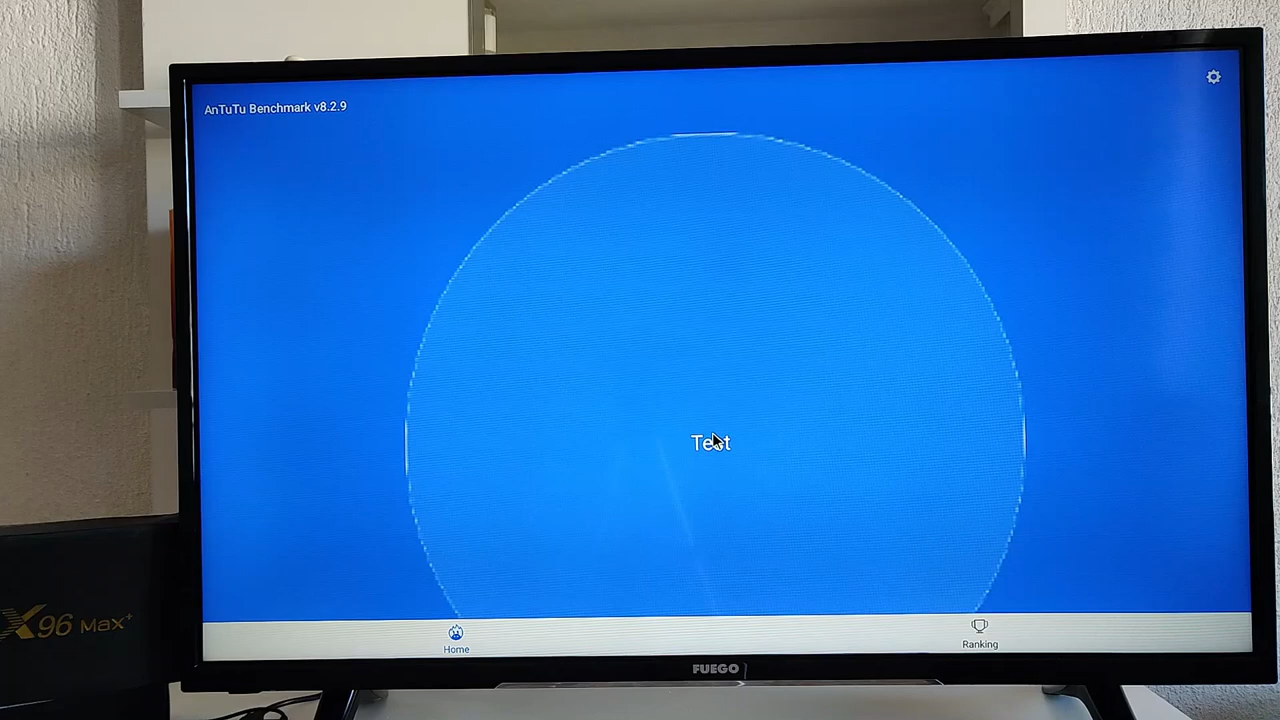 AnTuTu Benchmark v8.2.9
Test
X96 Max+
Home
Ranking
FUEGO